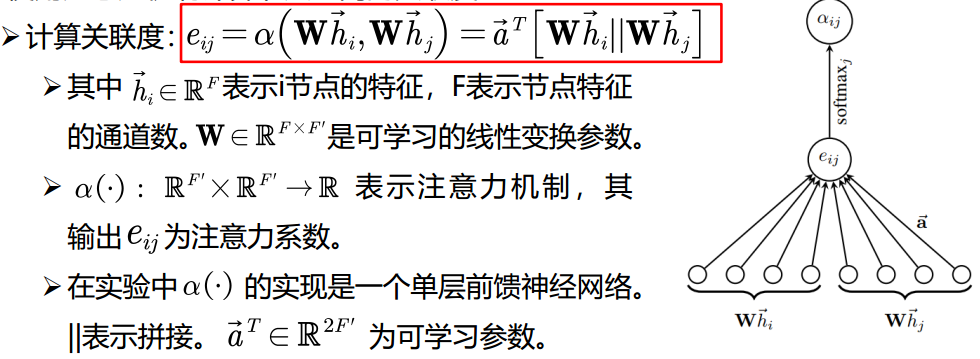 ➢计算关联度：$e_{ij}=\alpha(\mathbf{W}\vec{h}_i,\mathbf{W}\vec{h}_j)=\vec{a}^T[\mathbf{W}\vec{h}_i||\mathbf{W}\vec{h}_j]$
➢其中 $\vec{h}_i\in\mathbb{R}^F$表示i节点的特征，F表示节点特征
的通道数。$\mathbf{W}\in\mathbb{R}^{F\times F'}$是可学习的线性变换参数。
➢ $\alpha(\cdot):\mathbb{R}^{F'}\times\mathbb{R}^{F'}\to\mathbb{R}$ 表示注意力机制，其
输出$e_{ij}$为注意力系数。
➢在实验中$\alpha(\cdot)$ 的实现是一个单层前馈神经网络。
||表示拼接。$\vec{a}^T\in\mathbb{R}^{2F'}$ 为可学习参数。
$\alpha_{ij}$
$\mathrm{softmax}_j$
$e_{ij}$
$\vec{\mathbf{a}}$
$\mathbf{W}\vec{h}_i$
$\mathbf{W}\vec{h}_j$